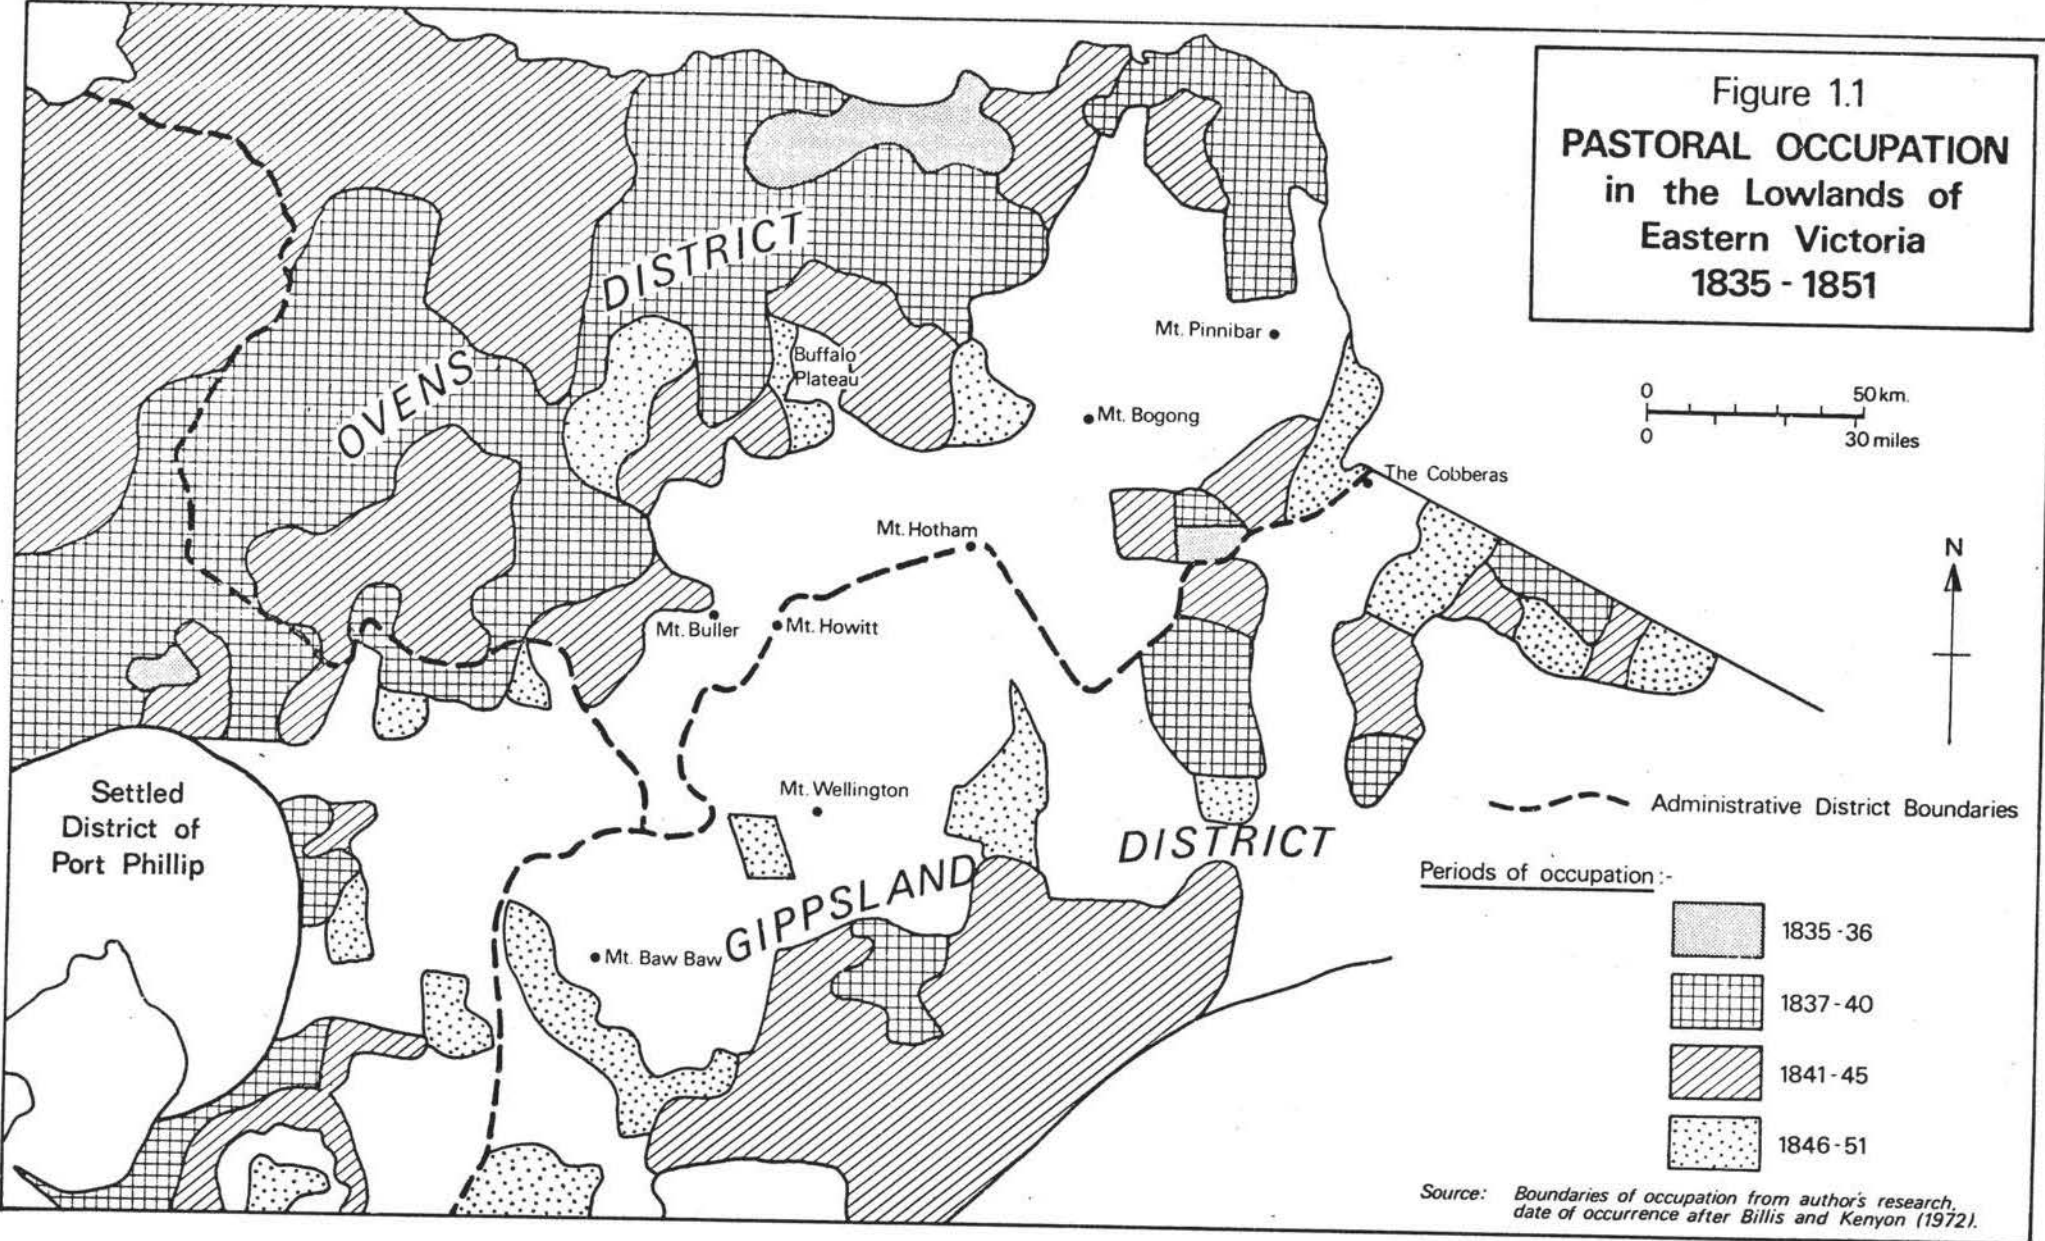 Figure 1.1
PASTORAL OCCUPATION
in the Lowlands of
Eastern Victoria
1835 - 1851
OVENS DISTRICT
Buffalo
Plateau
Mt. Pinnibar
Mt. Bogong
0 50 km.
0 30 miles
The Cobberas
Mt. Hotham
N
Mt. Buller
Mt. Howitt
Settled
District of
Port Phillip
Mt. Wellington
GIPPSLAND DISTRICT
Mt. Baw Baw
Administrative District Boundaries
Periods of occupation :-
1835 - 36
1837 - 40
1841 - 45
1846 - 51
Source: Boundaries of occupation from author's research,
date of occurrence after Billis and Kenyon (1972).